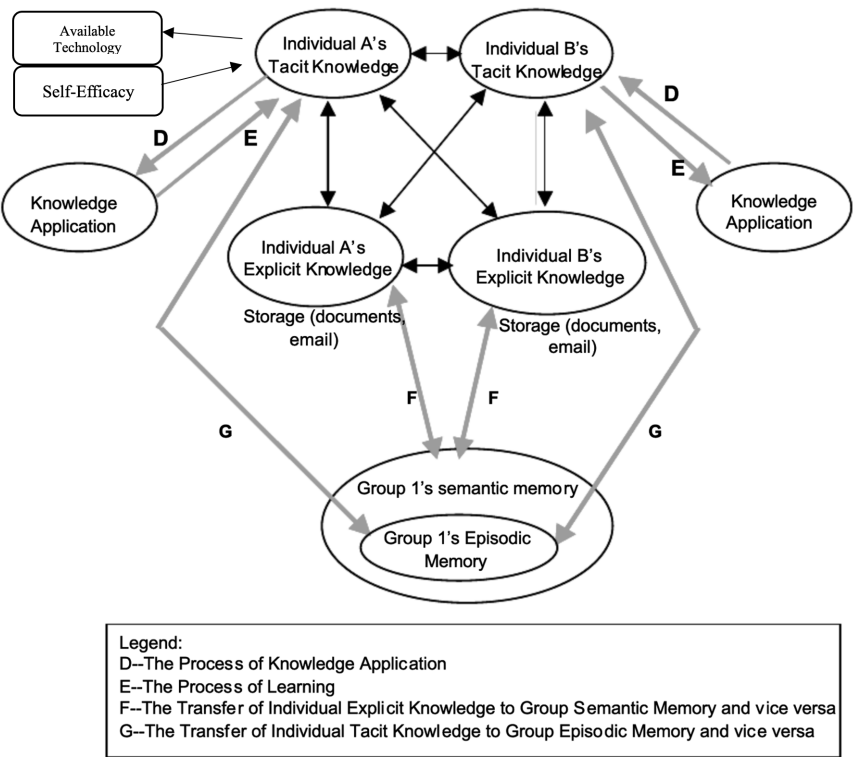 Available
Technology
Self-Efficacy
Individual A's
Tacit Knowledge
Individual B's
Tacit Knowledge
D
E
D
E
Knowledge
Application
Knowledge
Application
Individual A's
Explicit Knowledge
Individual B's
Explicit Knowledge
Storage (documents,
email)
Storage (documents,
email)
F
F
G
G
Group 1's semantic memory
Group 1's Episodic
Memory
Legend:
D--The Process of Knowledge Application
E--The Process of Learning
F--The Transfer of Individual Explicit Knowledge to Group Semantic Memory and vice versa
G--The Transfer of Individual Tacit Knowledge to Group Episodic Memory and vice versa